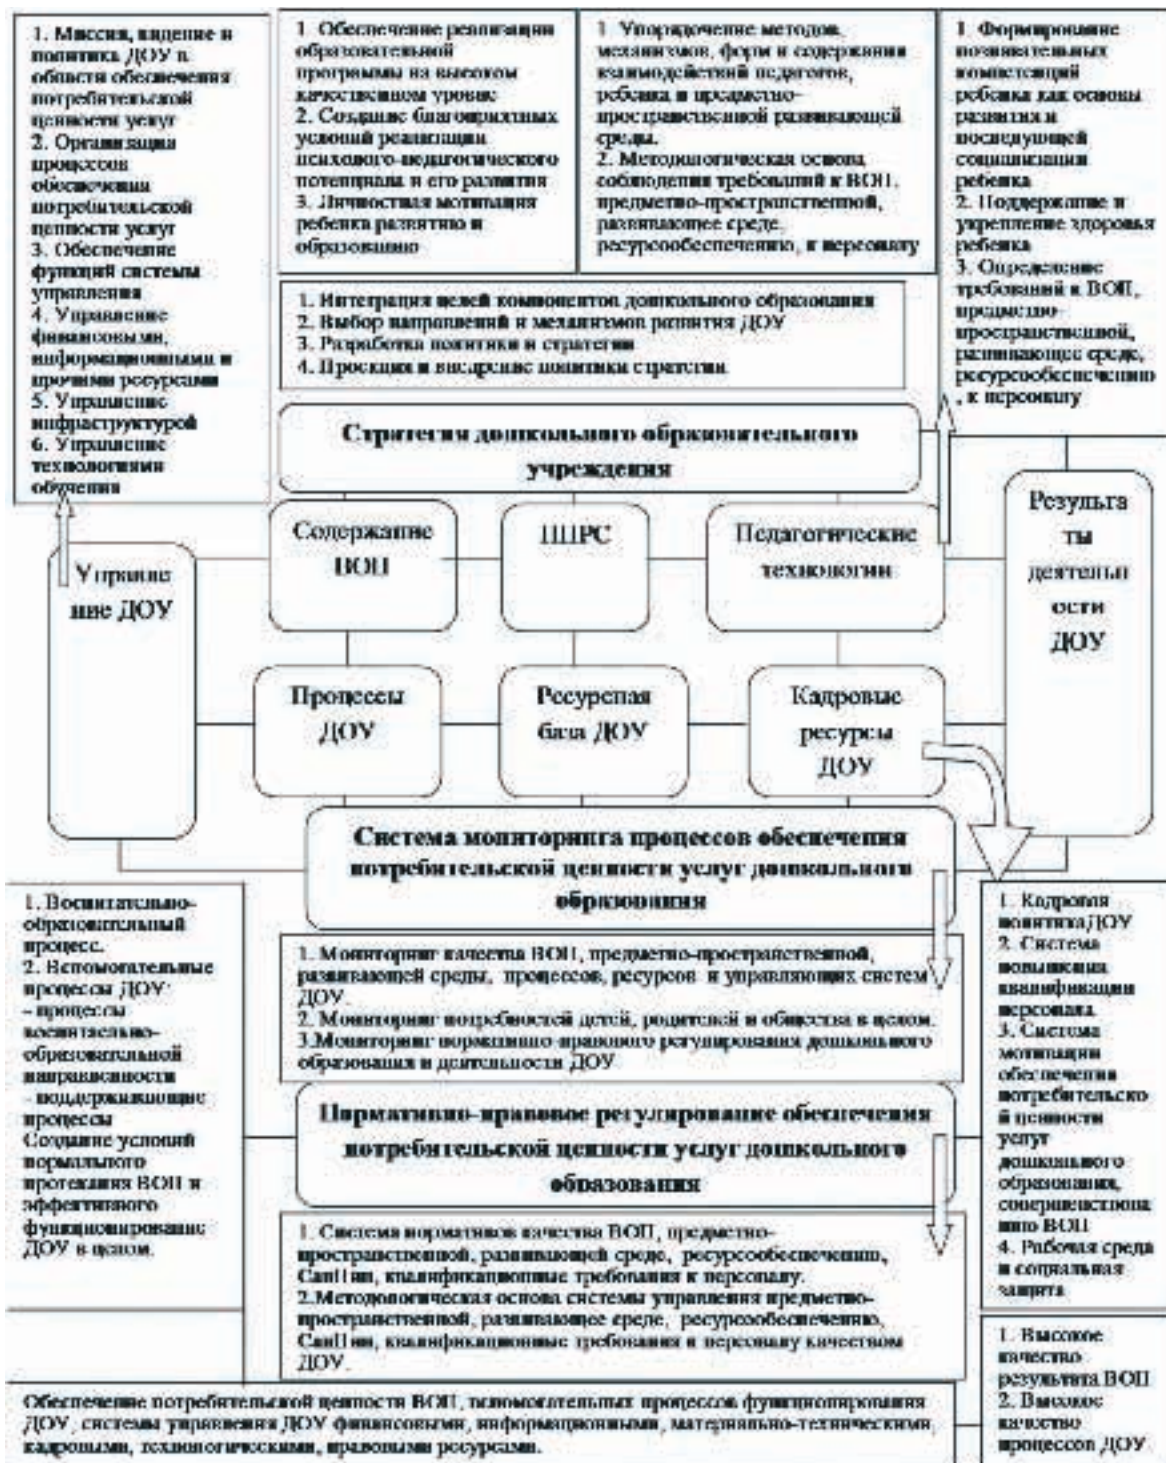 1. Миссия, видение и
политика ДОУ в
области обеспечения
потребительской
ценности услуг
2. Организация
процессов
обеспечения
потребительской
ценности услуг
3. Обеспечение
функций системы
управления
4. Управление
финансовыми,
информационными и
прочими ресурсами
5. Управление
инфраструктурой
6. Управление
технологиями
обучения
1. Обеспечение реализации
образовательной
программы на высоком
качественном уровне
2. Создание благоприятных
условий реализации
психолого-педагогического
потенциала и его развития
3. Личностная мотивация
ребенка развитию и
образованию
1. Упорядочение методов,
механизмов, форм и содержания
взаимодействий педагогов,
ребенка и предметно-
пространственной развивающей
среды.
2. Методологическая основа
соблюдения требований к ВОП,
предметно-пространственной,
развивающее среде,
ресурсообеспечению, к персоналу
1. Формирование
познавательных
компетенций
ребенка как основы
развития и
последующей
социализации
ребенка
2. Поддержание и
укрепление здоровья
ребенка
3. Определение
требований к ВОП,
предметно-
пространственной,
развивающее среде,
ресурсообеспечению
, к персоналу
1. Интеграция целей компонентов дошкольного образования
2. Выбор направлений и механизмов развития ДОУ
3. Разработка политики и стратегии
4. Проекция и внедрение политики стратегии
Стратегия дошкольного образовательного
учреждения
Управле
ние ДОУ
Содержание
ВОП
ППРС
Педагогические
технологии
Результа
ты
деятельн
ости
ДОУ
Процессы
ДОУ
Ресурсная
база ДОУ
Кадровые
ресурсы
ДОУ
Система мониторинга процессов обеспечения
потребительской ценности услуг дошкольного
образования
1. Воспитательно-
образовательный
процесс.
2. Вспомогательные
процессы ДОУ:
- процессы
воспитаельно-
образовательной
направленности
- поддерживающие
процессы
Создание условий
нормального
протекания ВОП и
эффективного
функционирование
ДОУ в целом.
1. Мониторинг качества ВОП, предметно-пространственной,
развивающей среды, процессов, ресурсов и управляющих систем
ДОУ.
2. Мониторинг потребностей детей, родителей и общества в целом.
3.Мониторинг нормативно-правового регулирования дошкольного
образования и деятельности ДОУ
1. Кадровая
политика ДОУ
2. Система
повышения
квалификации
персонала
3. Система
мотивации
обеспечения
потребительско
й ценности
услуг
дошкольного
образования,
совершенствова
нию ВОП
4. Рабочая среда
и социальная
защита
Нормативно-правовое регулирование обеспечения
потребительской ценности услуг дошкольного
образования
1. Система нормативов качества ВОП, предметно-
пространственной, развивающей среде, ресурсообеспечению,
СанПин, квалификационные требования к персоналу.
2.Методологическая основа системы управления предметно-
пространственной, развивающее среде, ресурсообеспечению,
СанПин, квалификационные требования к персоналу качеством
ДОУ.
1. Высокое
качество
результата ВОП
2. Высокое
качество
процессов ДОУ
Обеспечение потребительской ценности ВОП, вспомогательных процессов функционирования
ДОУ, системы управления ДОУ финансовыми, информационными, материально-техническими,
кадровыми, технологическими, правовыми ресурсами.